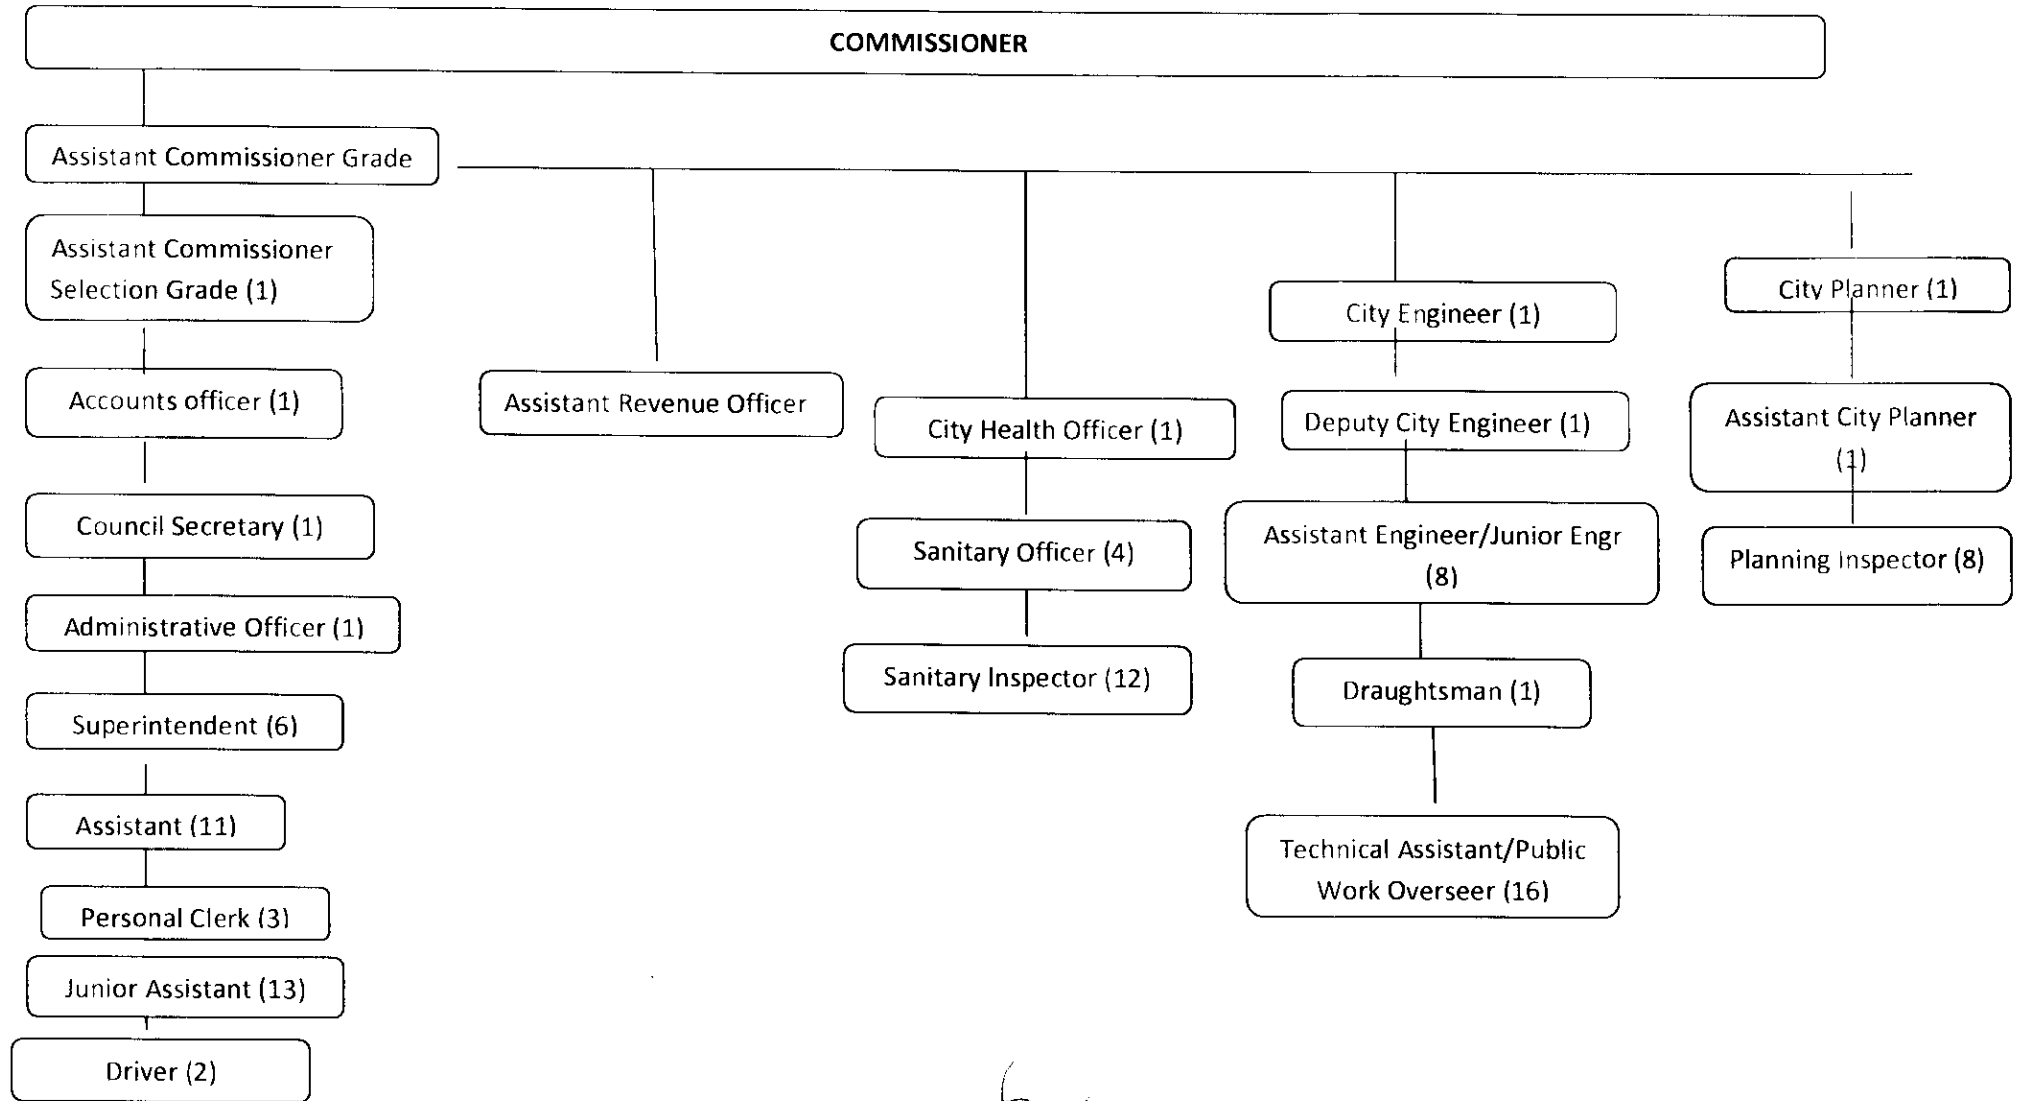 COMMISSIONER
Assistant Commissioner Grade
Assistant Commissioner
Selection Grade (1)
Accounts officer (1)
Council Secretary (1)
Administrative Officer (1)
Superintendent (6)
Assistant (11)
Personal Clerk (3)
Junior Assistant (13)
Driver (2)
Assistant Revenue Officer
City Health Officer (1)
Sanitary Officer (4)
Sanitary Inspector (12)
City Engineer (1)
Deputy City Engineer (1)
Assistant Engineer/Junior Engr
(8)
Draughtsman (1)
Technical Assistant/Public
Work Overseer (16)
City Planner (1)
Assistant City Planner
(1)
Planning Inspector (8)